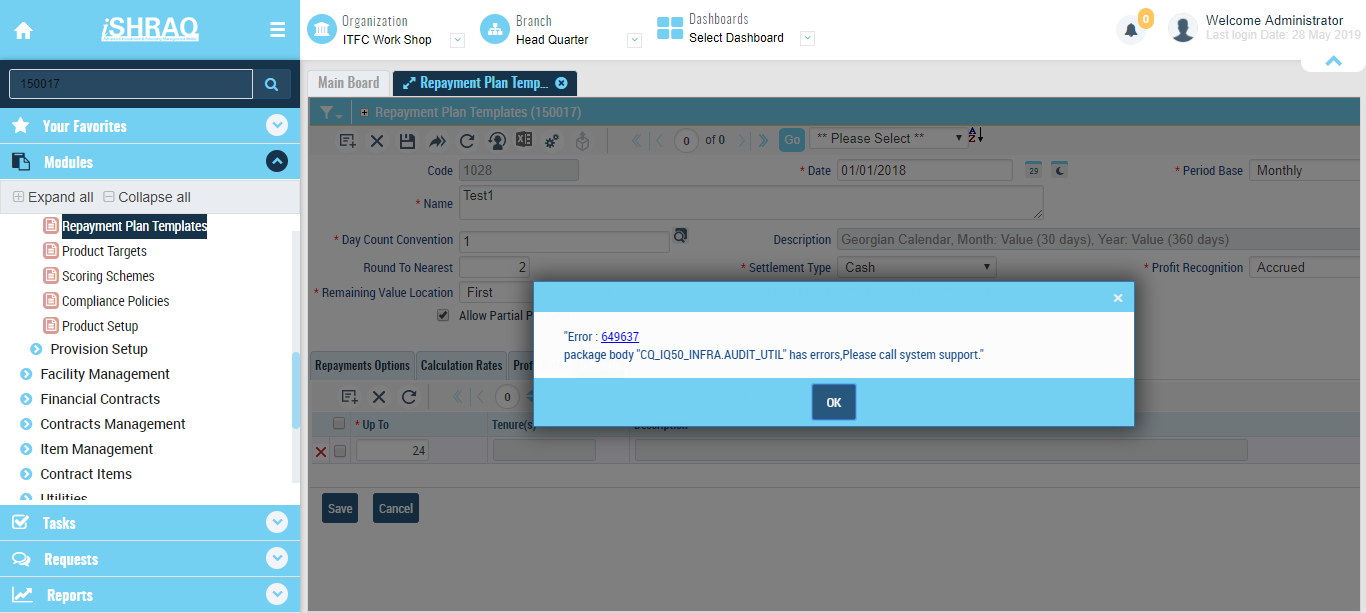 iSHRAQ
Organization
ITFC Work Shop
Branch
Head Quarter
Dashboards
Select Dashboard
0
Welcome Administrator
Last login Date: 28 May 2019
150017
Your Favorites
Modules
Expand all Collapse all
Repayment Plan Templates
Product Targets
Scoring Schemes
Compliance Policies
Product Setup
Provision Setup
Facility Management
Financial Contracts
Contracts Management
Item Management
Contract Items
Utilities
Tasks
Requests
Reports
Main Board
Repayment Plan Temp...
Repayment Plan Templates (150017)
0 of 0 Go ** Please Select **
Code 1028 * Date 01/01/2018 29 * Period Base Monthly
* Name Test1
* Day Count Convention 1 Description Georgian Calendar, Month: Value (30 days), Year: Value (360 days)
Round To Nearest 2 * Settlement Type Cash * Profit Recognition Accrued
* Remaining Value Location First
Allow Partial P
"Error : 649637
package body "CQ_IQ50_INFRA.AUDIT_UTIL" has errors,Please call system support."
OK
Repayments Options Calculation Rates
0
* Up To Tenure(s) Description
24
Save Cancel